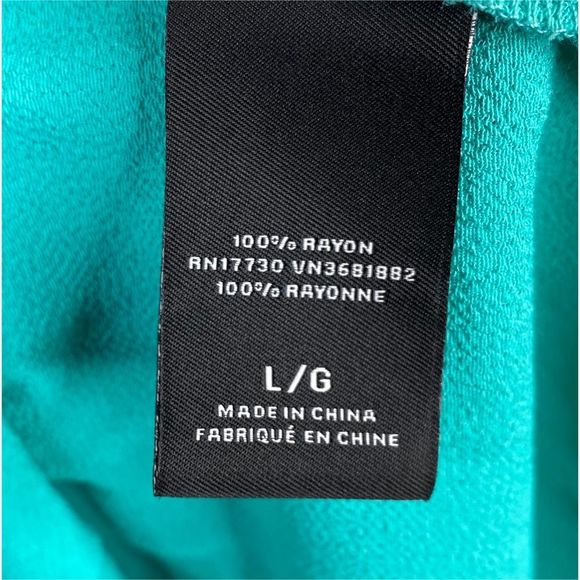 100% RAYON
RN17730 VN3681882
100% RAYONNE
L/G
MADE IN CHINA
FABRIQUÉ EN CHINE